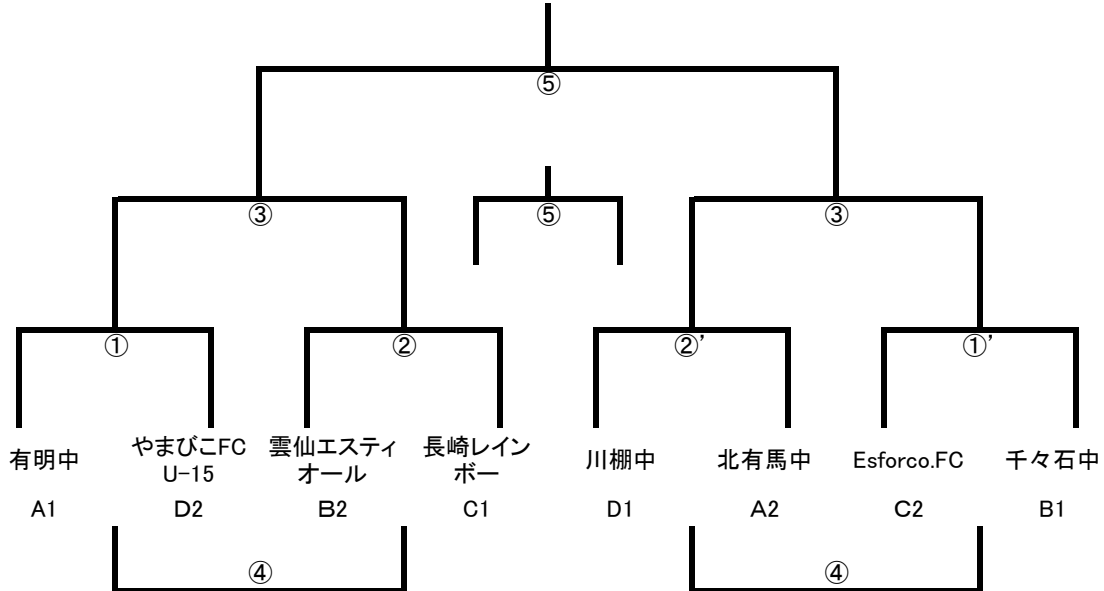 ⑤
③
⑤
③
①
②
②’
①’
有明中
やまびこFC
U-15
雲仙エスティ
オール
長崎レイン
ボー
川棚中
北有馬中
Esforco.FC
千々石中
A1
D2
B2
C1
D1
A2
C2
B1
④
④